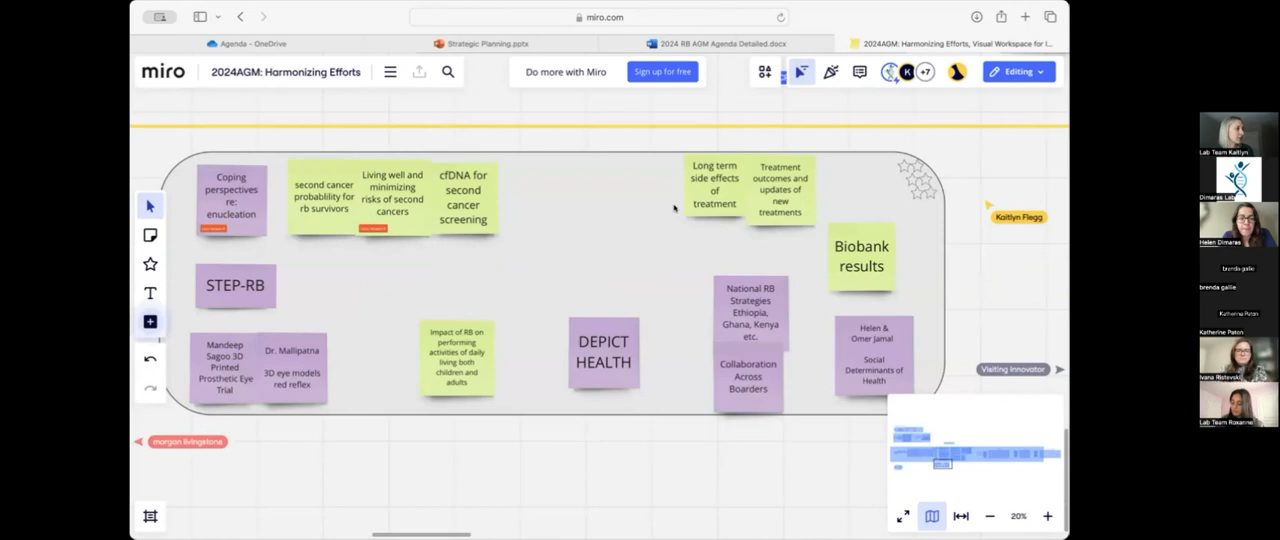 miro.com
Agenda - OneDrive
Strategic Planning.pptx
2024 RB AGM Agenda Detailed.docx
2024AGM: Harmonizing Efforts, Visual Workspace for I...
miro
2024AGM: Harmonizing Efforts
Do more with Miro
Sign up for free
K
+7
Editing
Coping
perspectives
re:
enucleation
second cancer
probablility for
rb survivors
Living well and
minimizing
risks of second
cancers
cfDNA for
second
cancer
screening
Long term
side effects
of
treatment
Treatment
outcomes and
updates of
new
treatments
Kaitlyn Flegg
Biobank
results
STEP-RB
National RB
Strategies
Ethiopia,
Ghana, Kenya
etc.
Mandeep
Sagoo 3D
Printed
Prosthetic Eye
Trial
Dr. Mallipatna
3D eye models
red reflex
Impact of RB on
performing
activities of daily
living both
children and
adults
DEPICT
HEALTH
Collaboration
Across
Boarders
Helen &
Omer Jamal
Social
Determinants of
Health
Visiting Innovator
morgan livingstone
20%
T
Lab Team Kaitlyn
Dimaras Lab
Helen Dimaras
brenda gallie
brenda gallie
Katherine Paton
Katherine Paton
Ivana Ristevski
Lab Team Roxanne